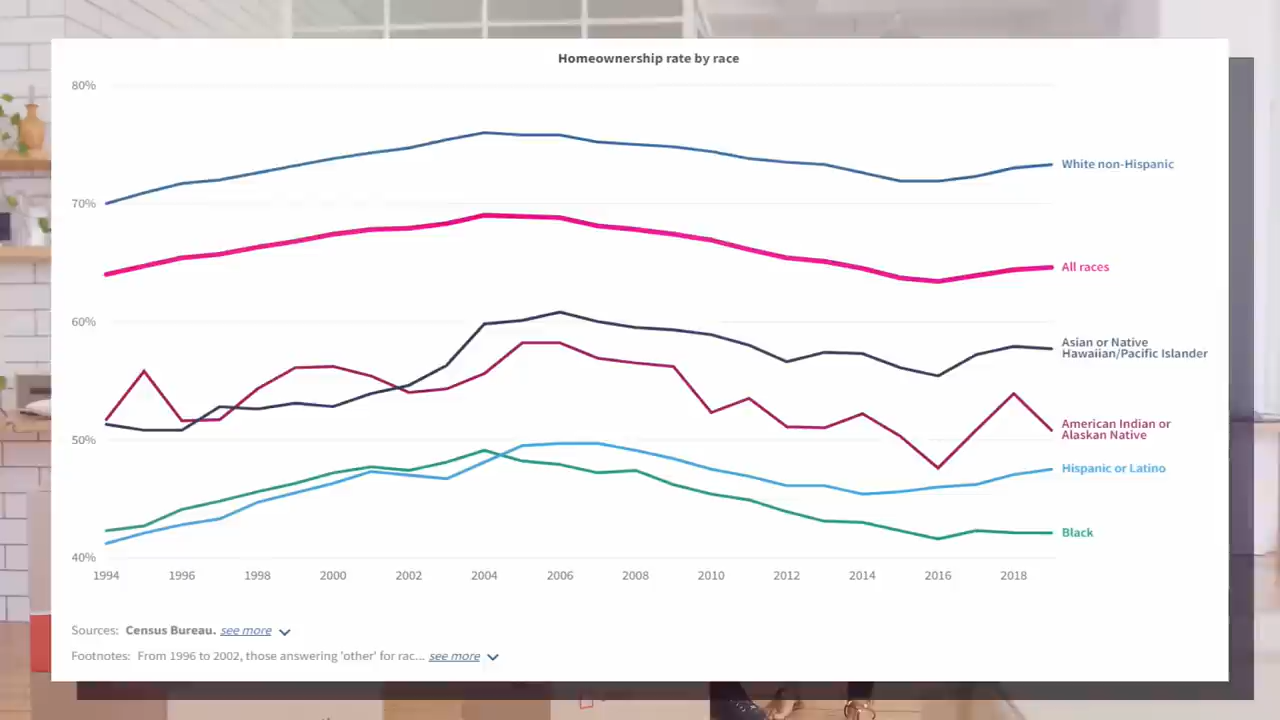 Homeownership rate by race
80%
70%
60%
50%
40%
White non-Hispanic
All races
Asian or Native
Hawaiian/Pacific Islander
American Indian or
Alaskan Native
Hispanic or Latino
Black
1994 1996 1998 2000 2002 2004 2006 2008 2010 2012 2014 2016 2018
Sources: Census Bureau. see more
Footnotes: From 1996 to 2002, those answering 'other' for rac... see more